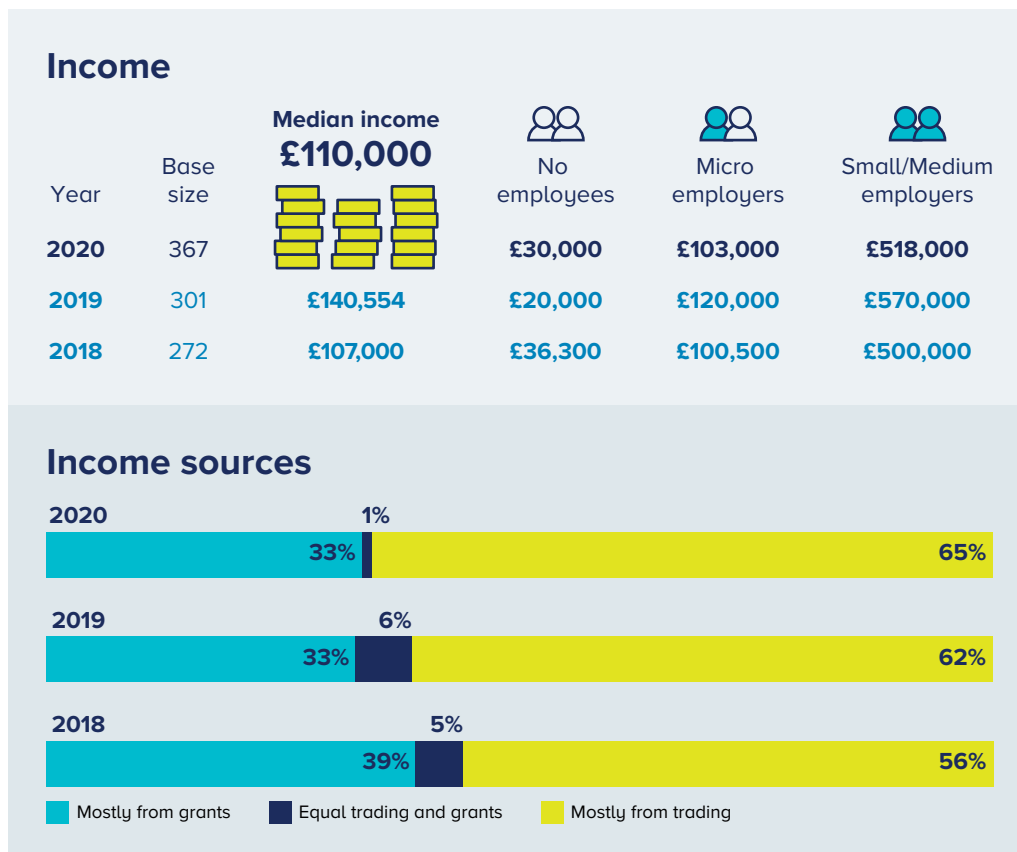 Income
Median income
£110,000
Year
Base
size
No
employees
Micro
employers
Small/Medium
employers
2020 367 £30,000 £103,000 £518,000
2019 301 £140,554 £20,000 £120,000 £570,000
2018 272 £107,000 £36,300 £100,500 £500,000
Income sources
2020 1%
33% 65%
2019 6%
33% 62%
2018 5%
39% 56%
Mostly from grants Equal trading and grants Mostly from trading